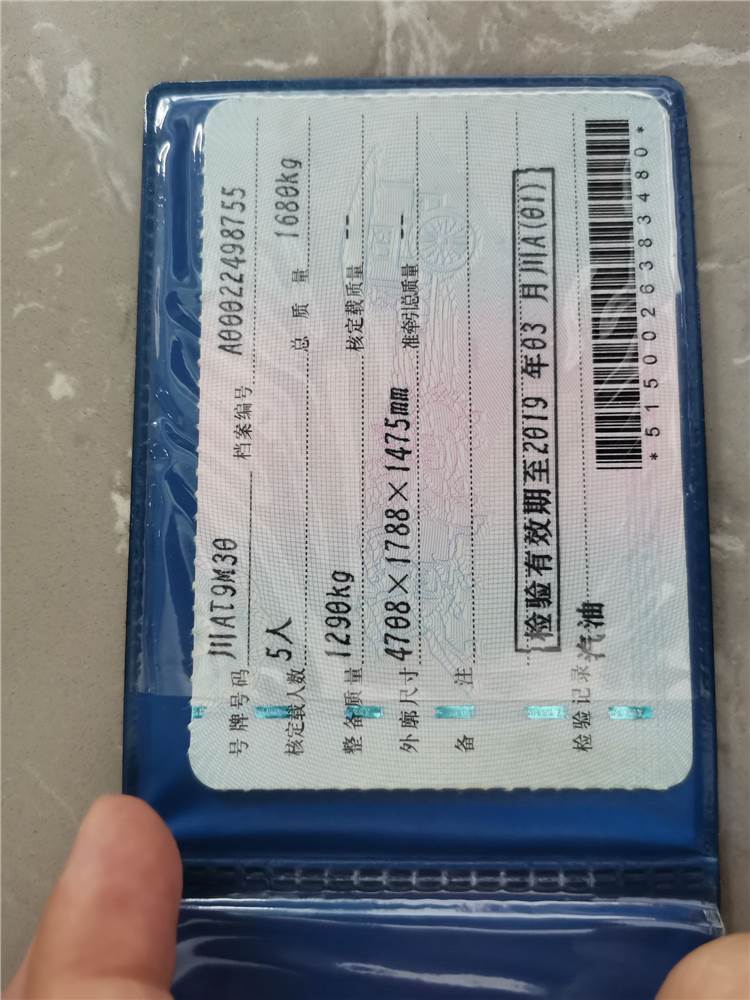 号牌号码 川AT9M30 档案编号 A00022498755
核定载人数 5人 总质量 1680kg
整备质量 1290kg 核定载质量 --
外廓尺寸 4708×1788×1475mm 准牵引总质量 --
备注
检验有效期至2019年03月川A(01)
检验记录 汽油
*5150026383480*